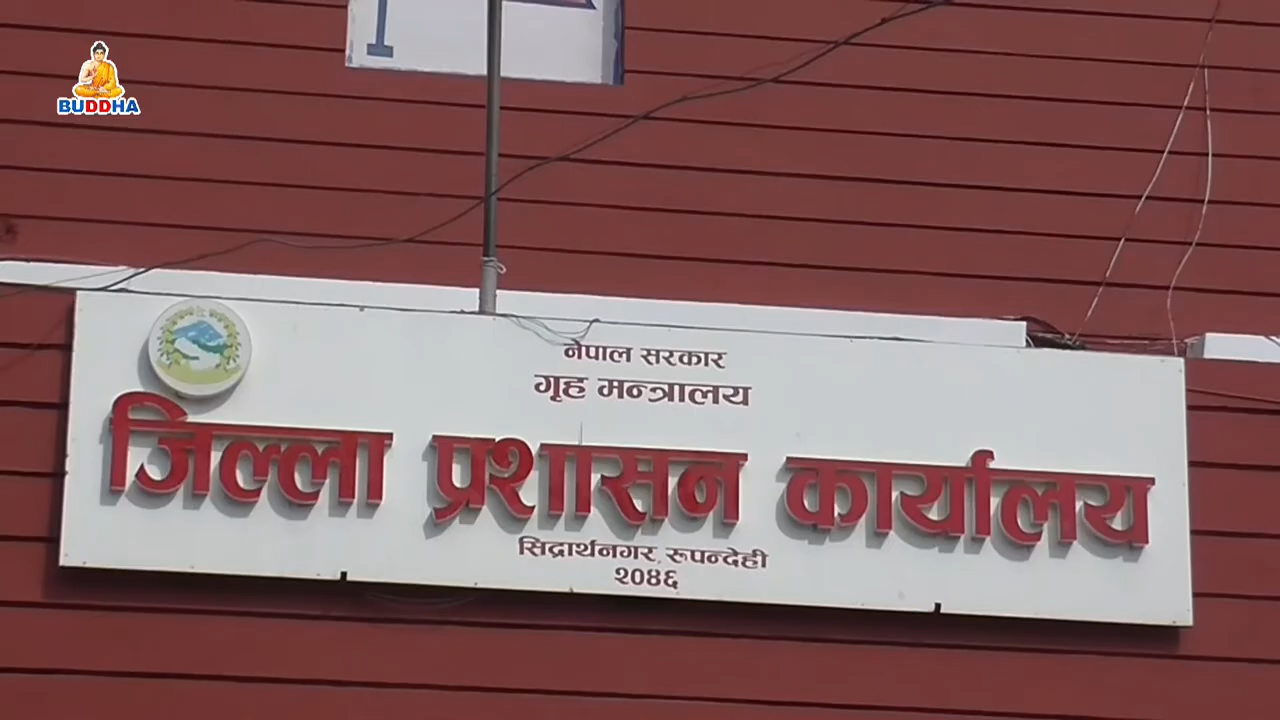 BUDDHA
नेपाल सरकार
गृह मन्त्रालय
जिल्ला प्रशासन कार्यालय
सिद्धार्थनगर, रूपन्देही
२०४६